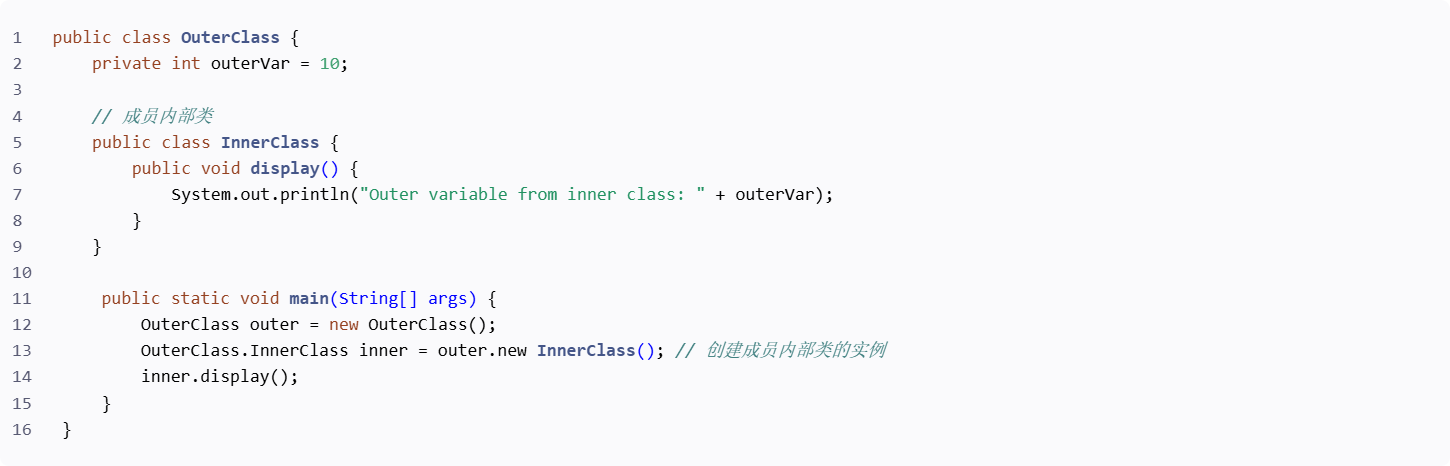 1 public class OuterClass {
2 private int outerVar = 10;
3
4 // 成员内部类
5 public class InnerClass {
6 public void display() {
7 System.out.println("Outer variable from inner class: " + outerVar);
8 }
9 }
10
11 public static void main(String[] args) {
12 OuterClass outer = new OuterClass();
13 OuterClass.InnerClass inner = outer.new InnerClass(); // 创建成员内部类的实例
14 inner.display();
15 }
16 }